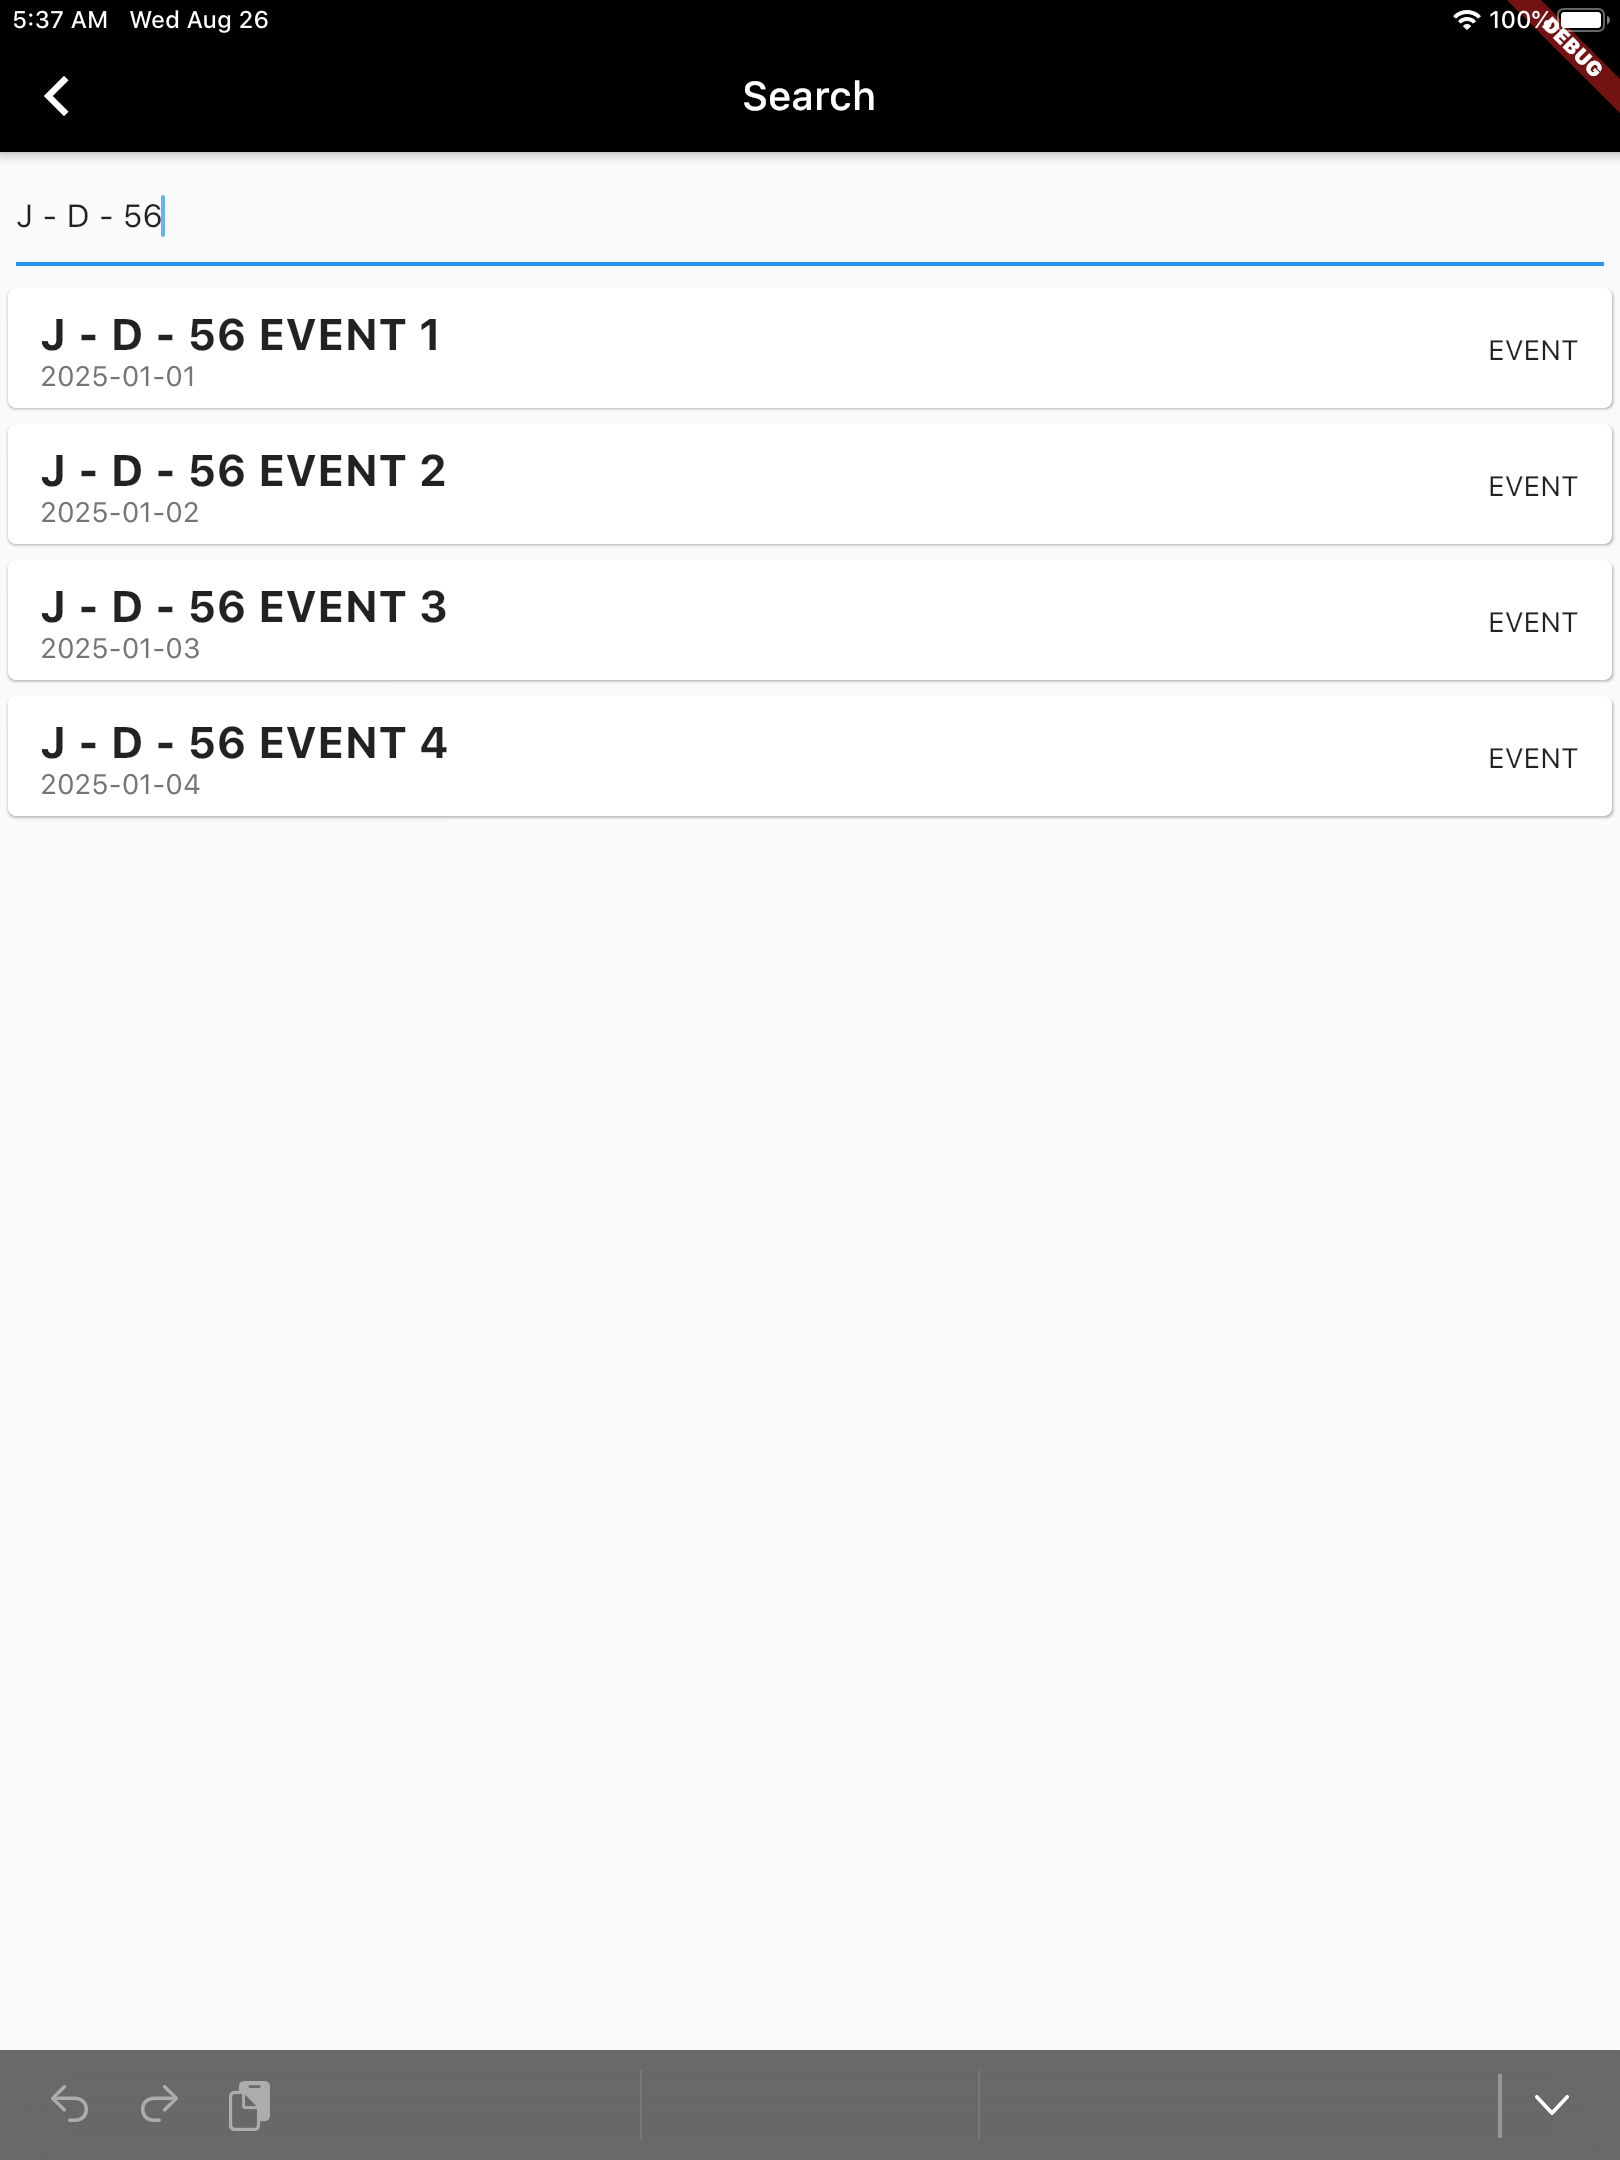 5:37 AM Wed Aug 26
100%
DEBUG
Search
J - D - 56
J - D - 56 EVENT 1
2025-01-01
EVENT
J - D - 56 EVENT 2
2025-01-02
EVENT
J - D - 56 EVENT 3
2025-01-03
EVENT
J - D - 56 EVENT 4
2025-01-04
EVENT